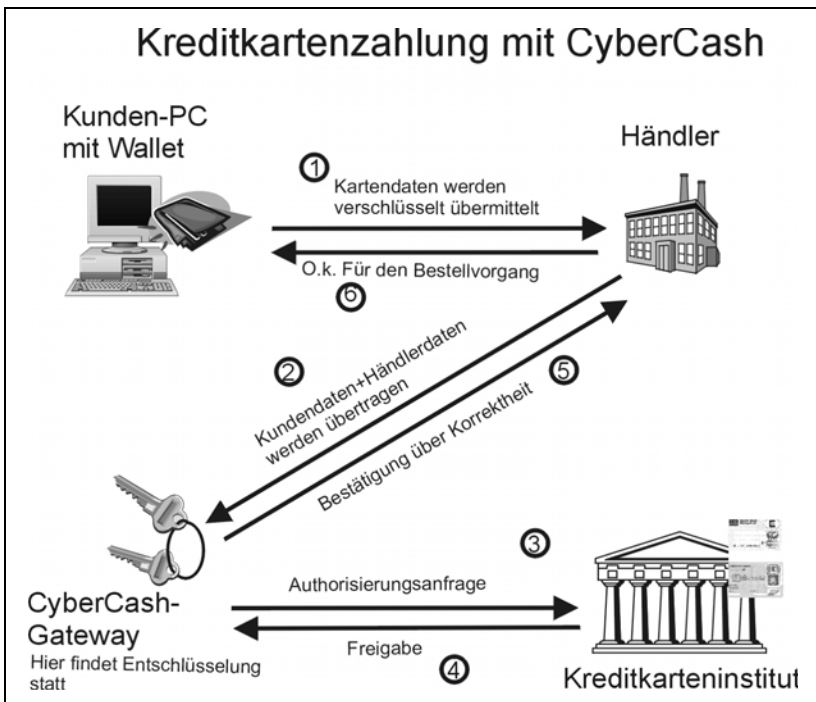 Kreditkartenzahlung mit CyberCash
Kunden-PC
mit Wallet
Händler
1
Kartendaten werden
verschlüsselt übermittelt
O.k. Für den Bestellvorgang
6
2
Kundendaten+Händlerdaten
werden übertragen
5
Bestätigung über Korrektheit
3
Authorisierungsanfrage
CyberCash-
Gateway
Hier findet Entschlüsselung
statt
Freigabe
4
Kreditkarteninstitut